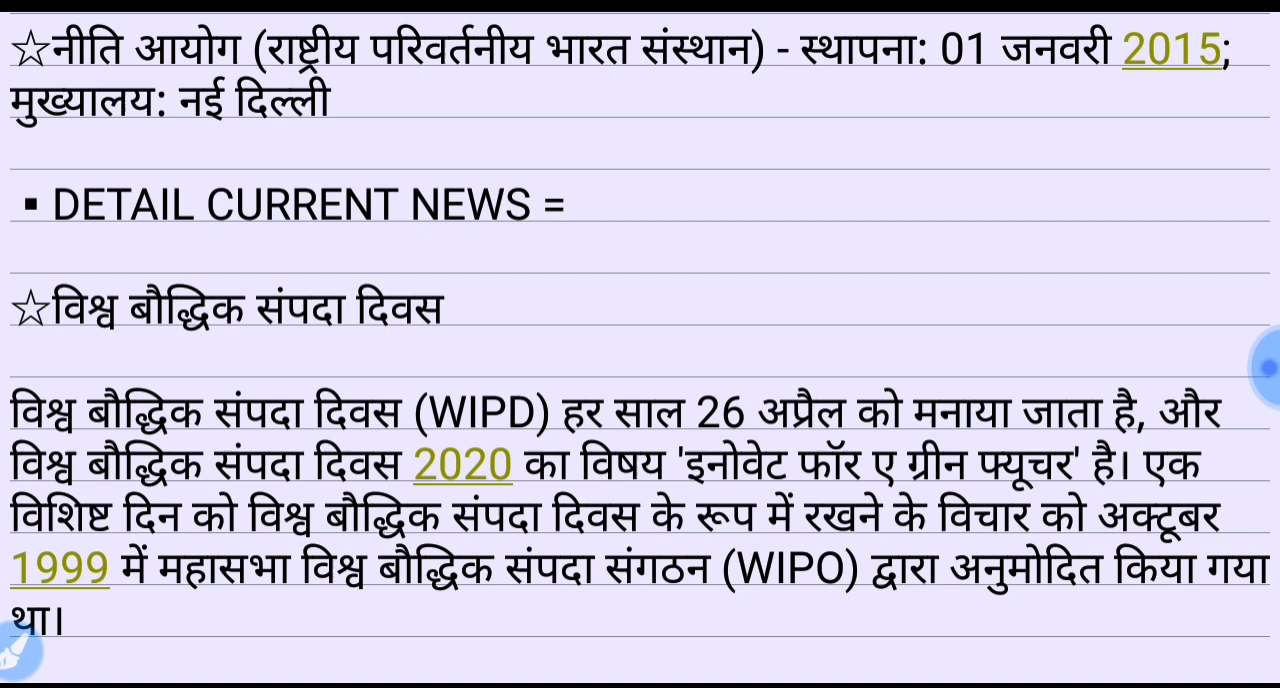 ☆नीति आयोग (राष्ट्रीय परिवर्तनीय भारत संस्थान) - स्थापना: 01 जनवरी 2015;
मुख्यालय: नई दिल्ली
▪ DETAIL CURRENT NEWS =
☆विश्व बौद्धिक संपदा दिवस
विश्व बौद्धिक संपदा दिवस (WIPD) हर साल 26 अप्रैल को मनाया जाता है, और
विश्व बौद्धिक संपदा दिवस 2020 का विषय 'इनोवेट फॉर ए ग्रीन फ्यूचर' है। एक
विशिष्ट दिन को विश्व बौद्धिक संपदा दिवस के रूप में रखने के विचार को अक्टूबर
1999 में महासभा विश्व बौद्धिक संपदा संगठन (WIPO) द्वारा अनुमोदित किया गया
था।